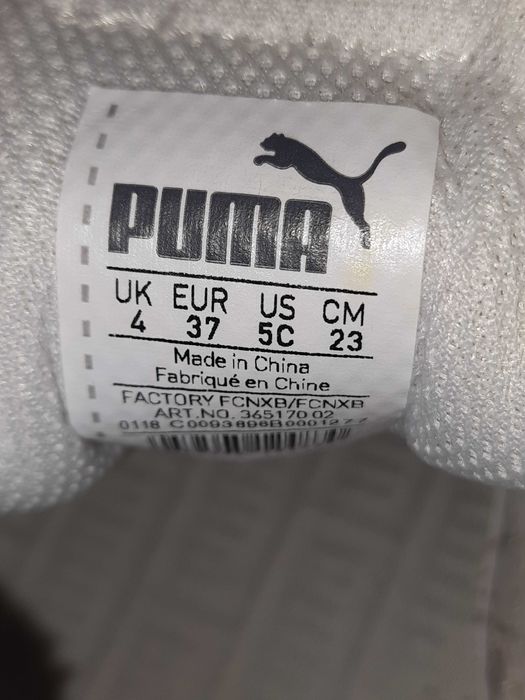 PUMA
UK EUR US CM
4 37 5C 23
Made in China
Fabriqué en Chine
FACTORY FCNXB/FCNXB
ART.NO. 365170 02
0118